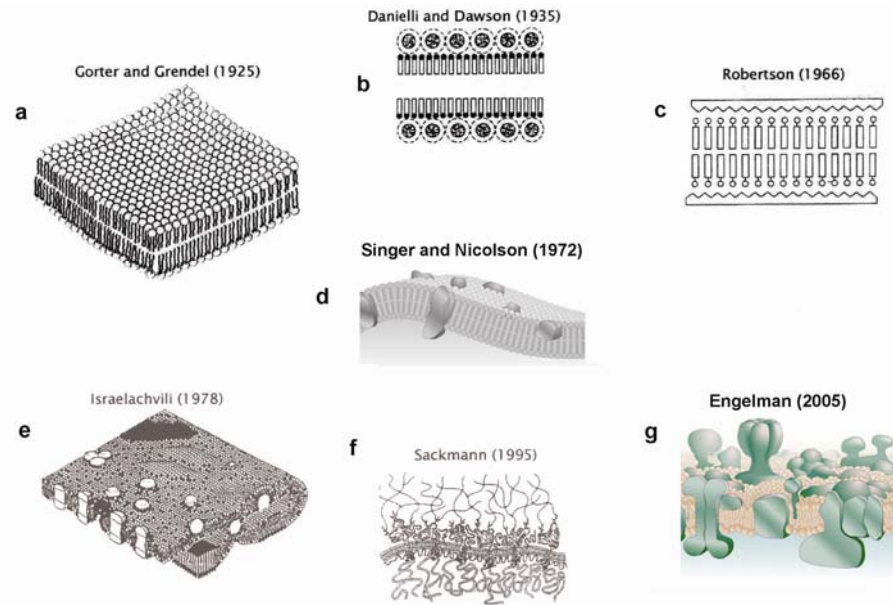 Danielli and Dawson (1935)
Gorter and Grendel (1925)
b
Robertson (1966)
a
c
Singer and Nicolson (1972)
d
Israelachvili (1978)
Engelman (2005)
e
f
Sackmann (1995)
g